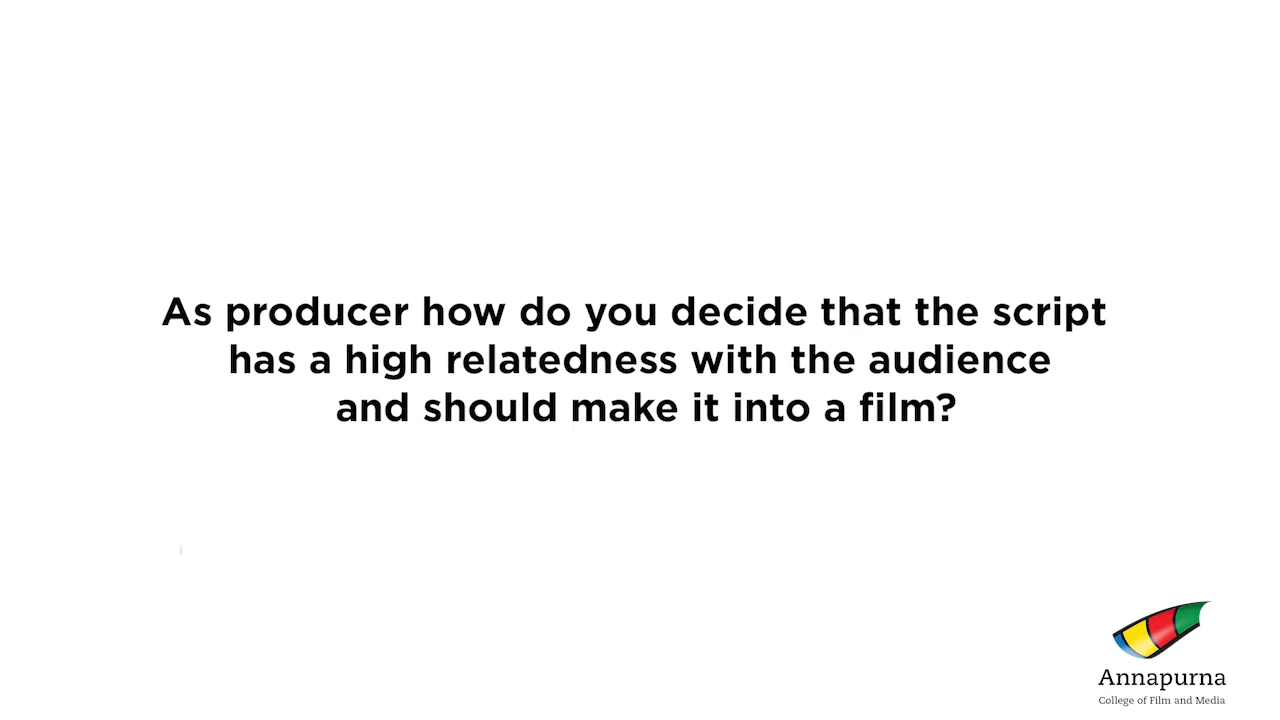 As producer how do you decide that the script
has a high relatedness with the audience
and should make it into a film?
Annapurna
College of Film and Media